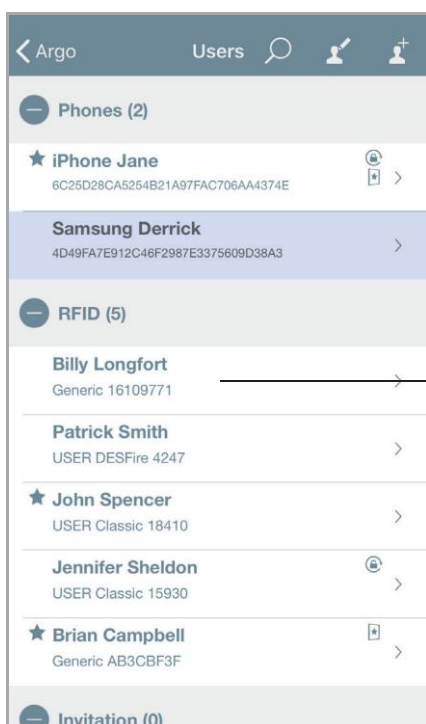 Argo Users
Phones (2)
iPhone Jane
6C25D28CA5254B21A97FAC706AA4374E
Samsung Derrick
4D49FA7E912C46F2987E3375609D38A3
RFID (5)
Billy Longfort
Generic 16109771
Patrick Smith
USER DESFire 4247
John Spencer
USER Classic 18410
Jennifer Sheldon
USER Classic 15930
Brian Campbell
Generic AB3CBF3F
Invitation (0)